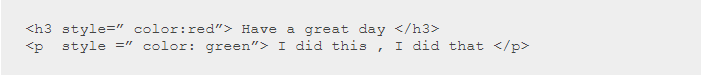 <h3 style=” color:red”> Have a great day </h3>
<p  style =” color: green”> I did this , I did that </p>